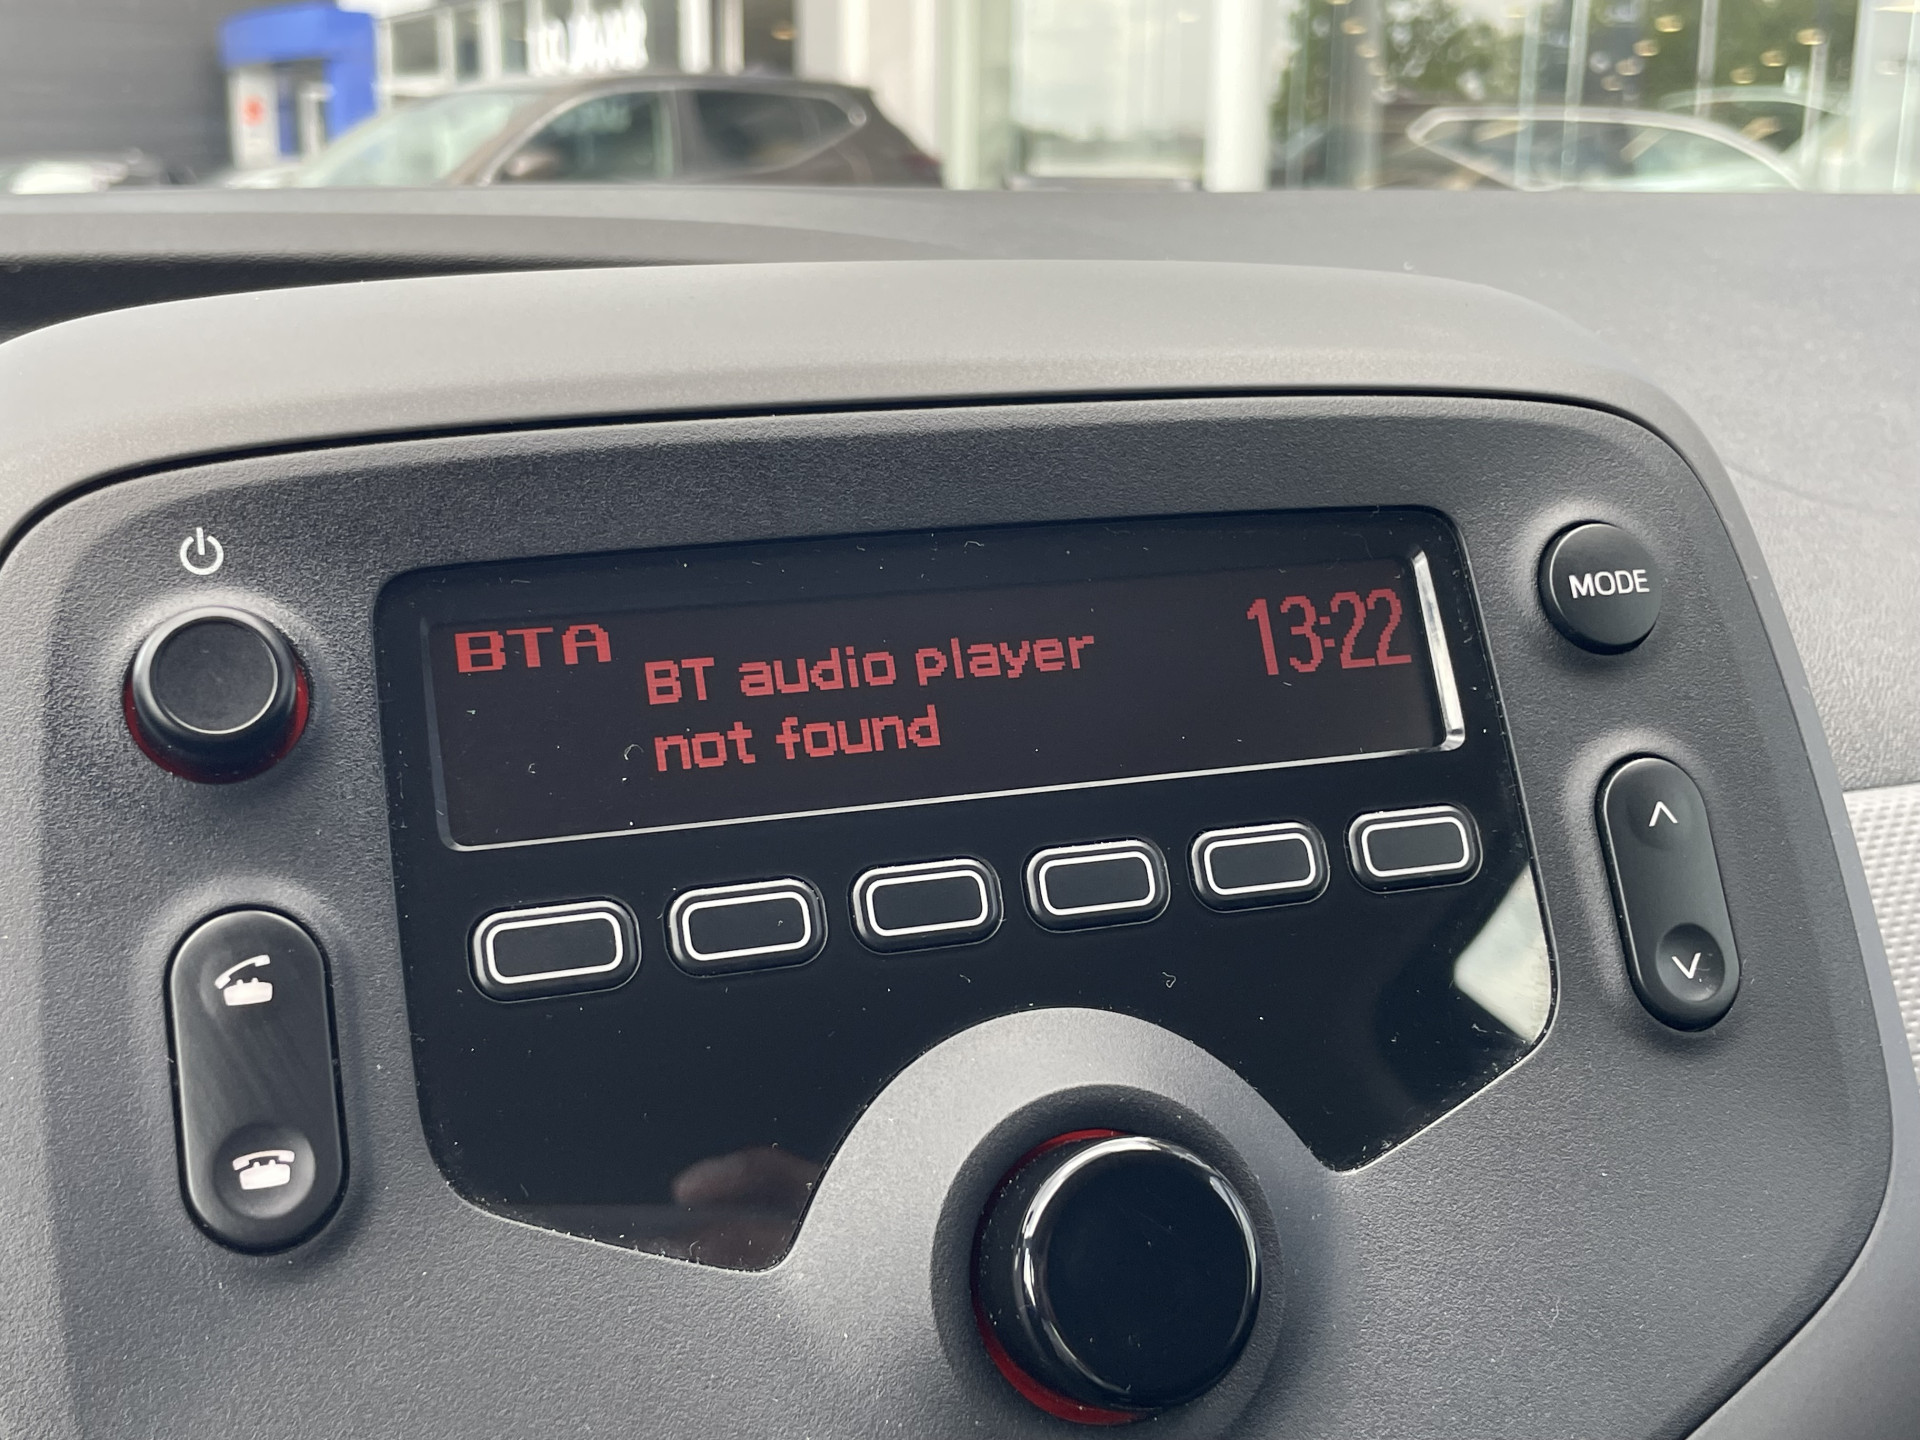 BTA
BT audio player
not found
13:22
MODE